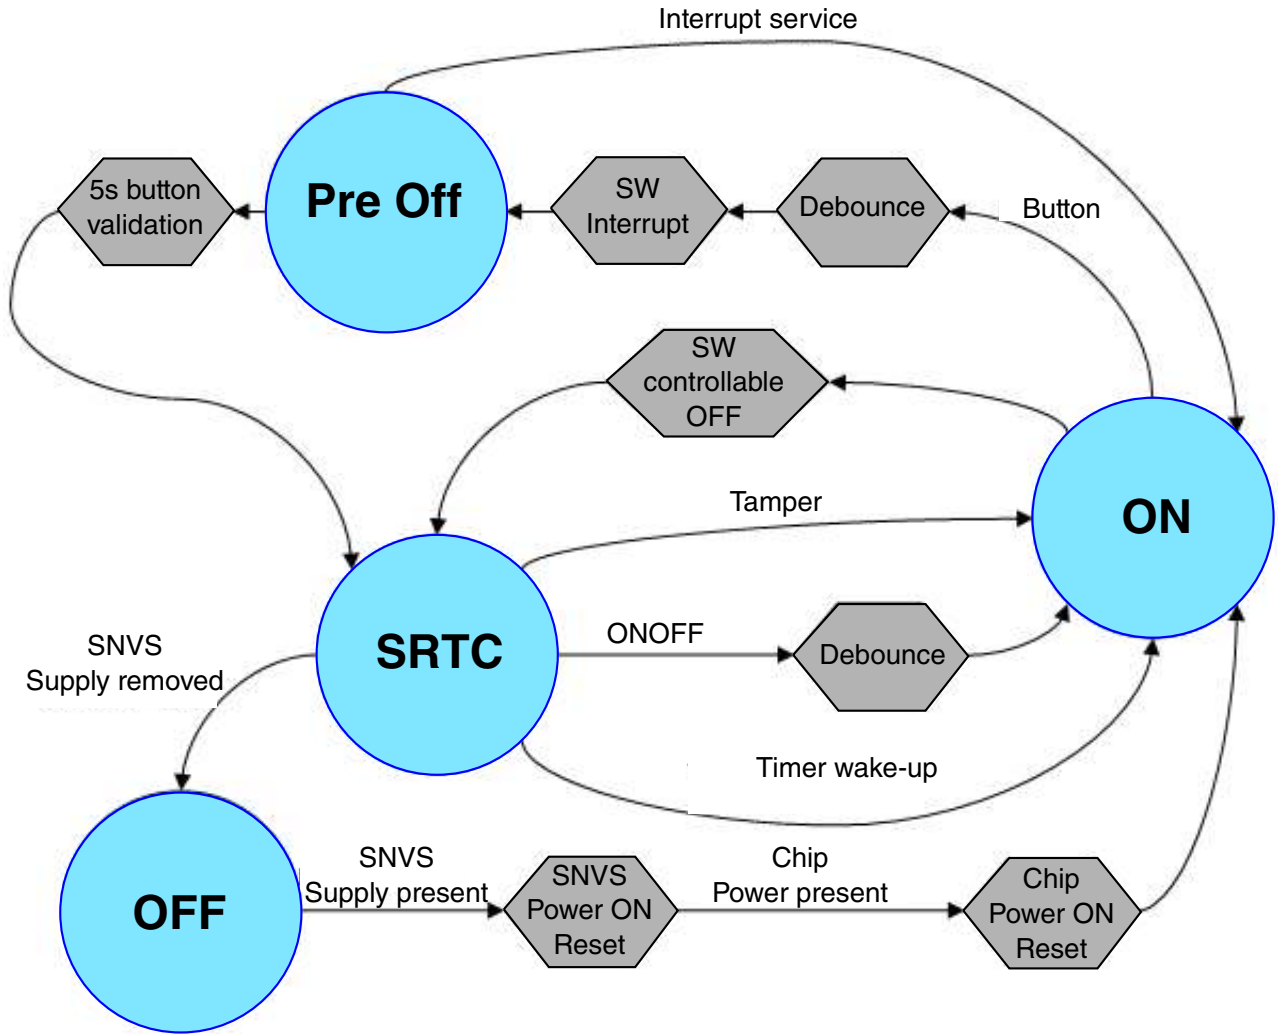 Interrupt service
5s button
validation
Pre Off
SW
Interrupt
Debounce
Button
SW
controllable
OFF
Tamper
ON
SNVS
Supply removed
SRTC
ONOFF
Debounce
Timer wake-up
OFF
SNVS
Supply present
SNVS
Power ON
Reset
Chip
Power present
Chip
Power ON
Reset